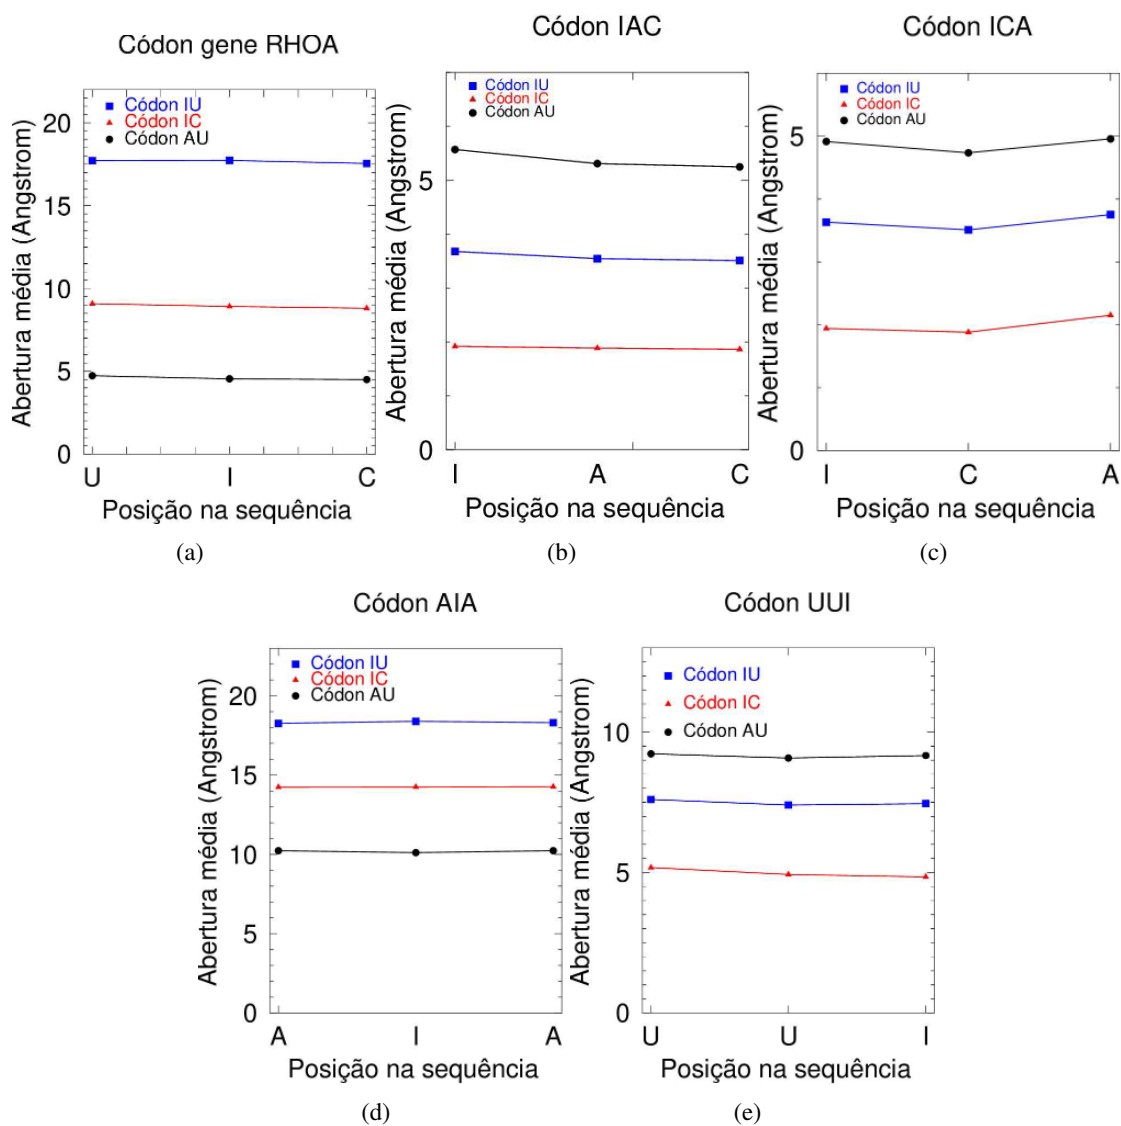 Códon gene RHOA
Códon IU
Códon IC
Códon AU
20
15
10
5
0
Abertura média (Angstrom)
U I C
Posição na sequência
(a)
Códon IAC
Códon IU
Códon IC
Códon AU
5
0
Abertura média (Angstrom)
I A C
Posição na sequência
(b)
Códon ICA
Códon IU
Códon IC
Códon AU
5
0
Abertura média (Angstrom)
I C A
Posição na sequência
(c)
Códon AIA
Códon IU
Códon IC
Códon AU
20
15
10
5
0
Abertura média (Angstrom)
A I A
Posição na sequência
(d)
Códon UUI
Códon IU
Códon IC
Códon AU
10
5
0
Abertura média (Angstrom)
U U I
Posição na sequência
(e)